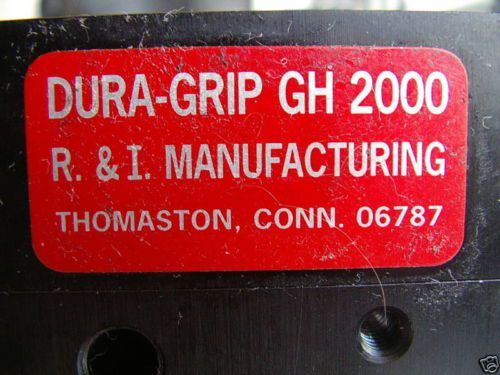 DURA-GRIP GH 2000
R. & I. MANUFACTURING
THOMASTON, CONN. 06787